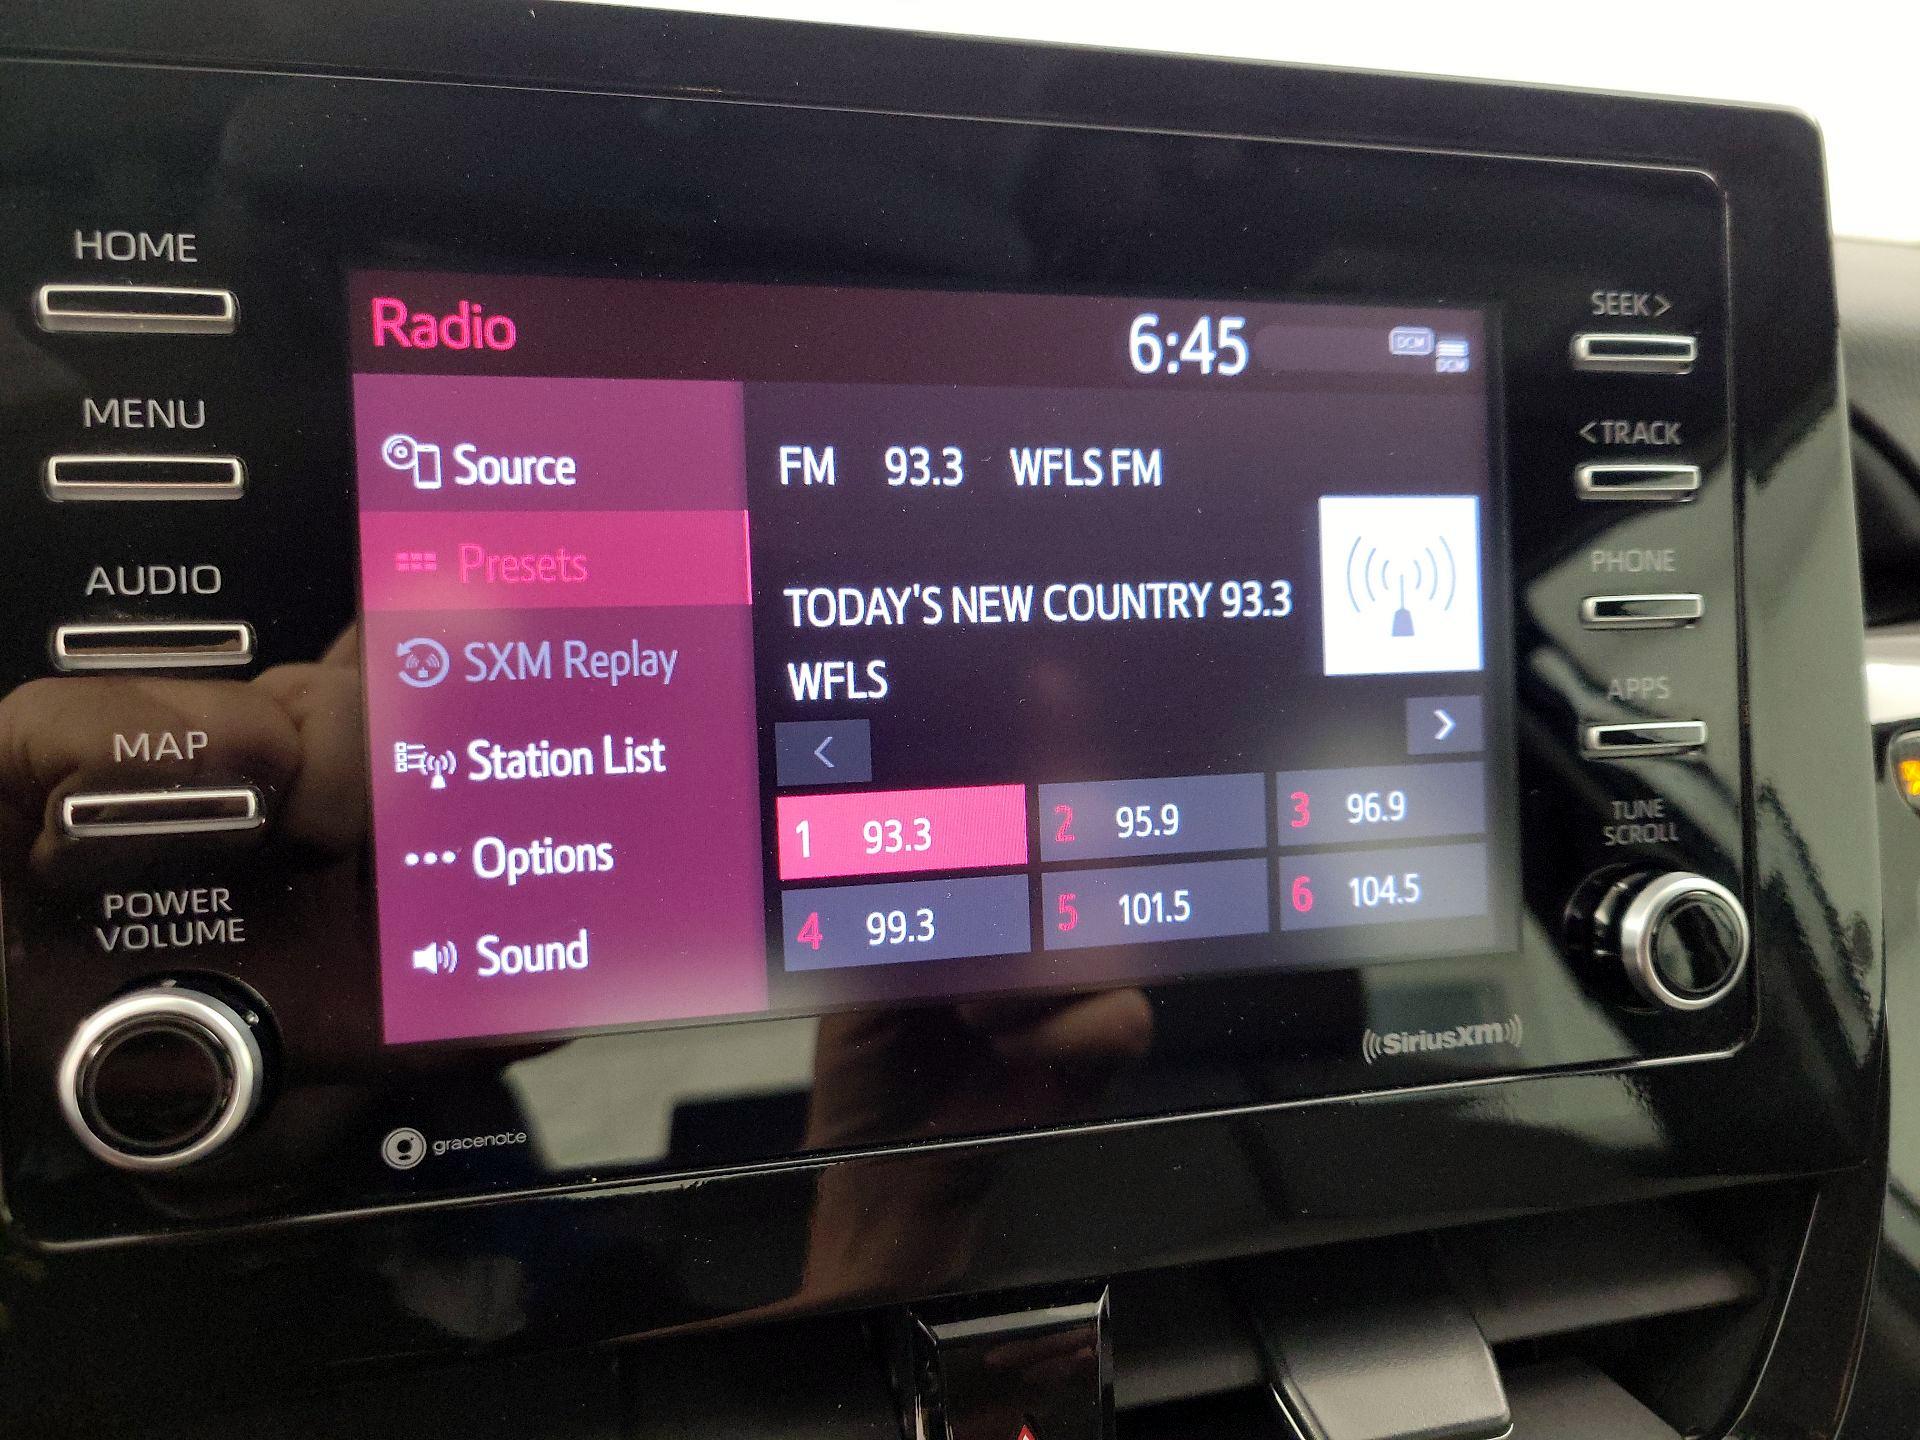 HOME
MENU
AUDIO
MAP
POWER
VOLUME
Radio
6:45
DCM
DCM
Source
Presets
SXM Replay
Station List
Options
Sound
FM 93.3 WFLS FM
TODAY'S NEW COUNTRY 93.3
WFLS
<
>
1 93.3
2 95.9
3 96.9
4 99.3
5 101.5
6 104.5
SEEK >
< TRACK
PHONE
APPS
TUNE
SCROLL
gracenote
((SiriusXm))